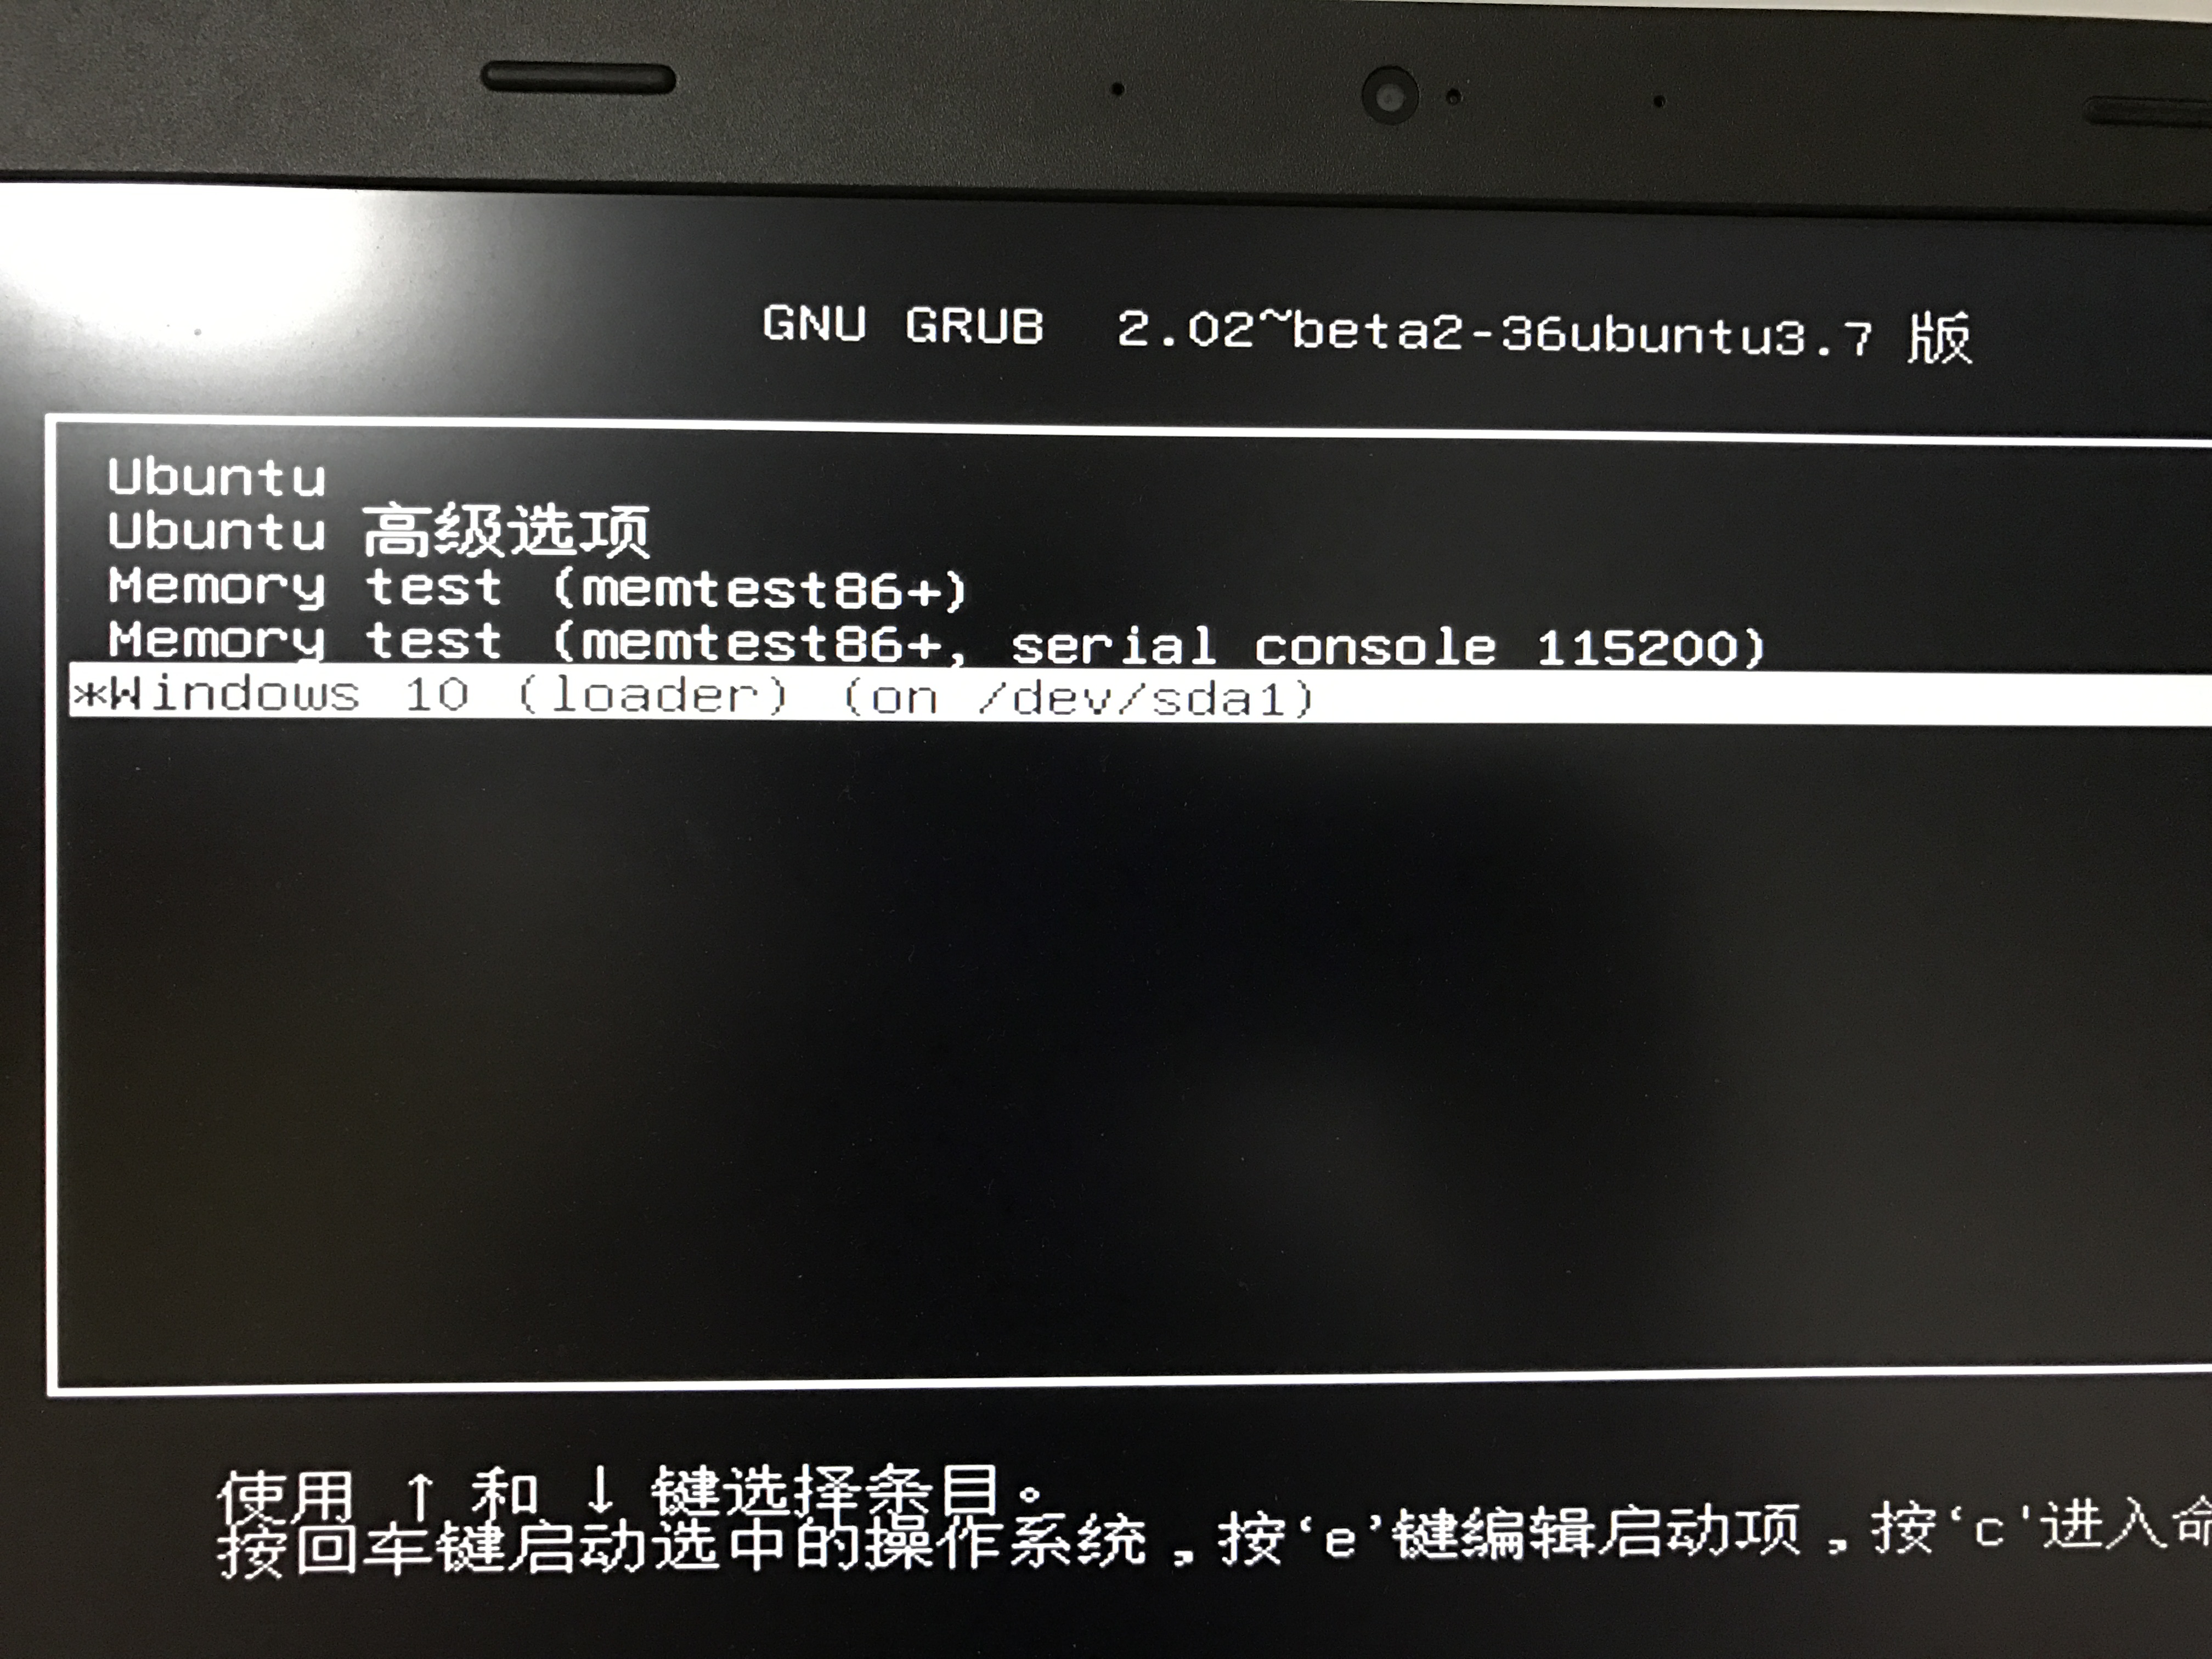 GNU GRUB 2.02~beta2-36ubuntu3.7 版
Ubuntu
Ubuntu 高级选项
Memory test (memtest86+)
Memory test (memtest86+, serial console 115200)
*Windows 10 (loader) (on /dev/sda1)
使用 ↑ 和 ↓ 键选择条目。
按回车键启动选中的操作系统，按‘e’键编辑启动项，按‘c'进入命